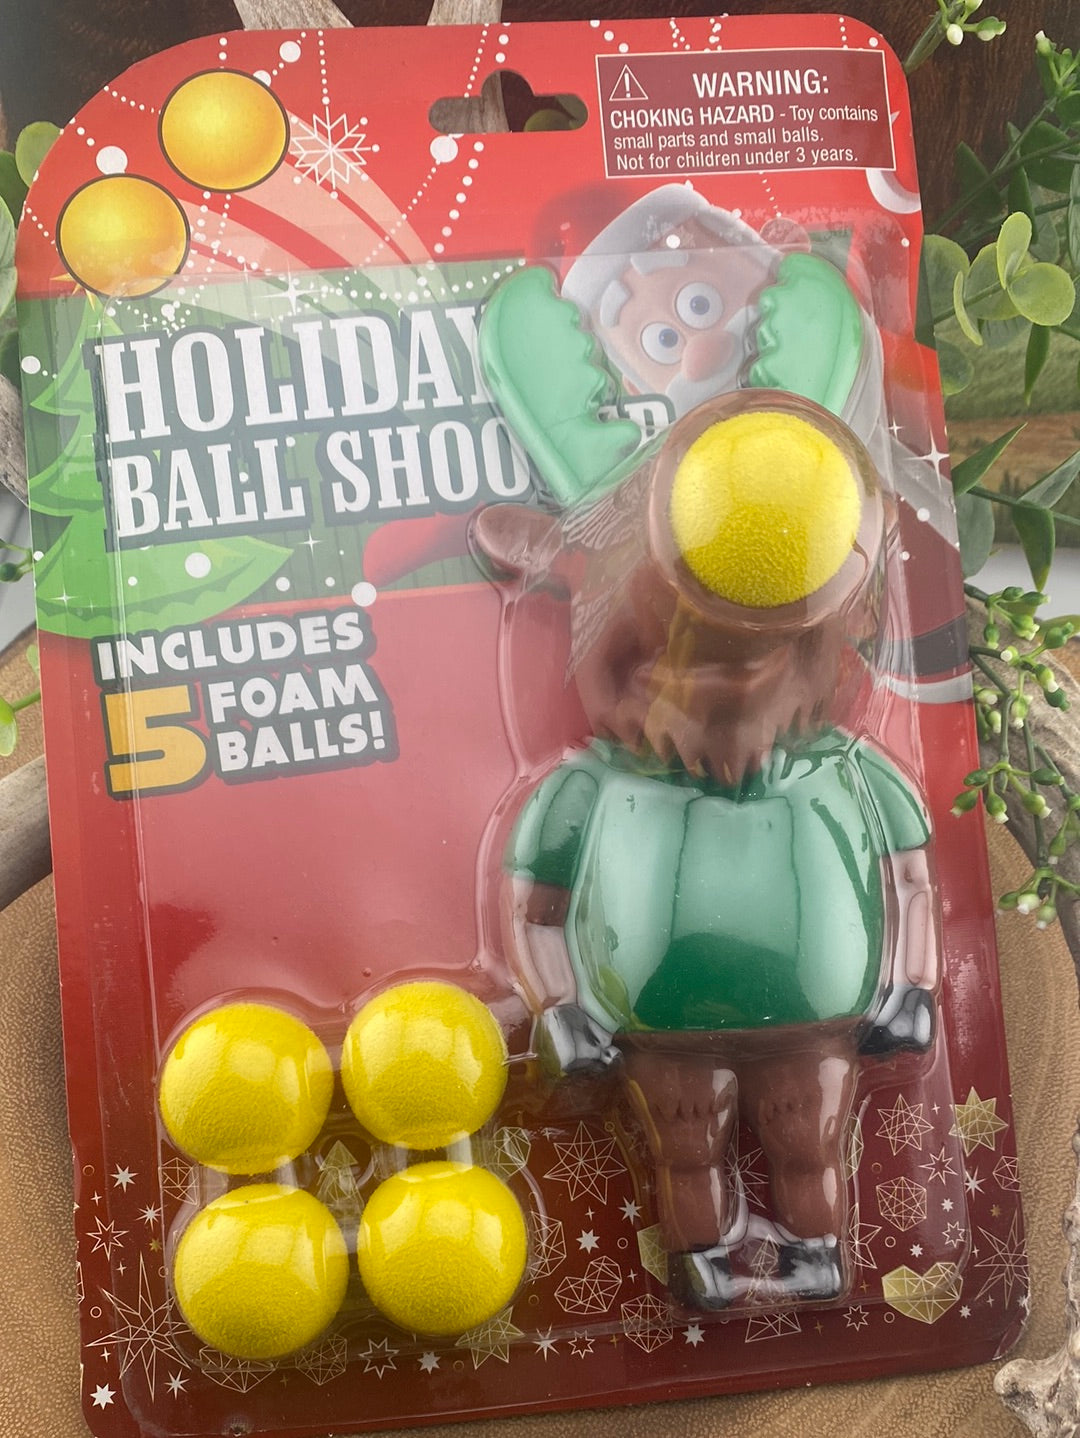 WARNING:
CHOKING HAZARD - Toy contains
small parts and small balls.
Not for children under 3 years.
HOLIDAY
BALL SHOO
INCLUDES
5 FOAM
BALLS!